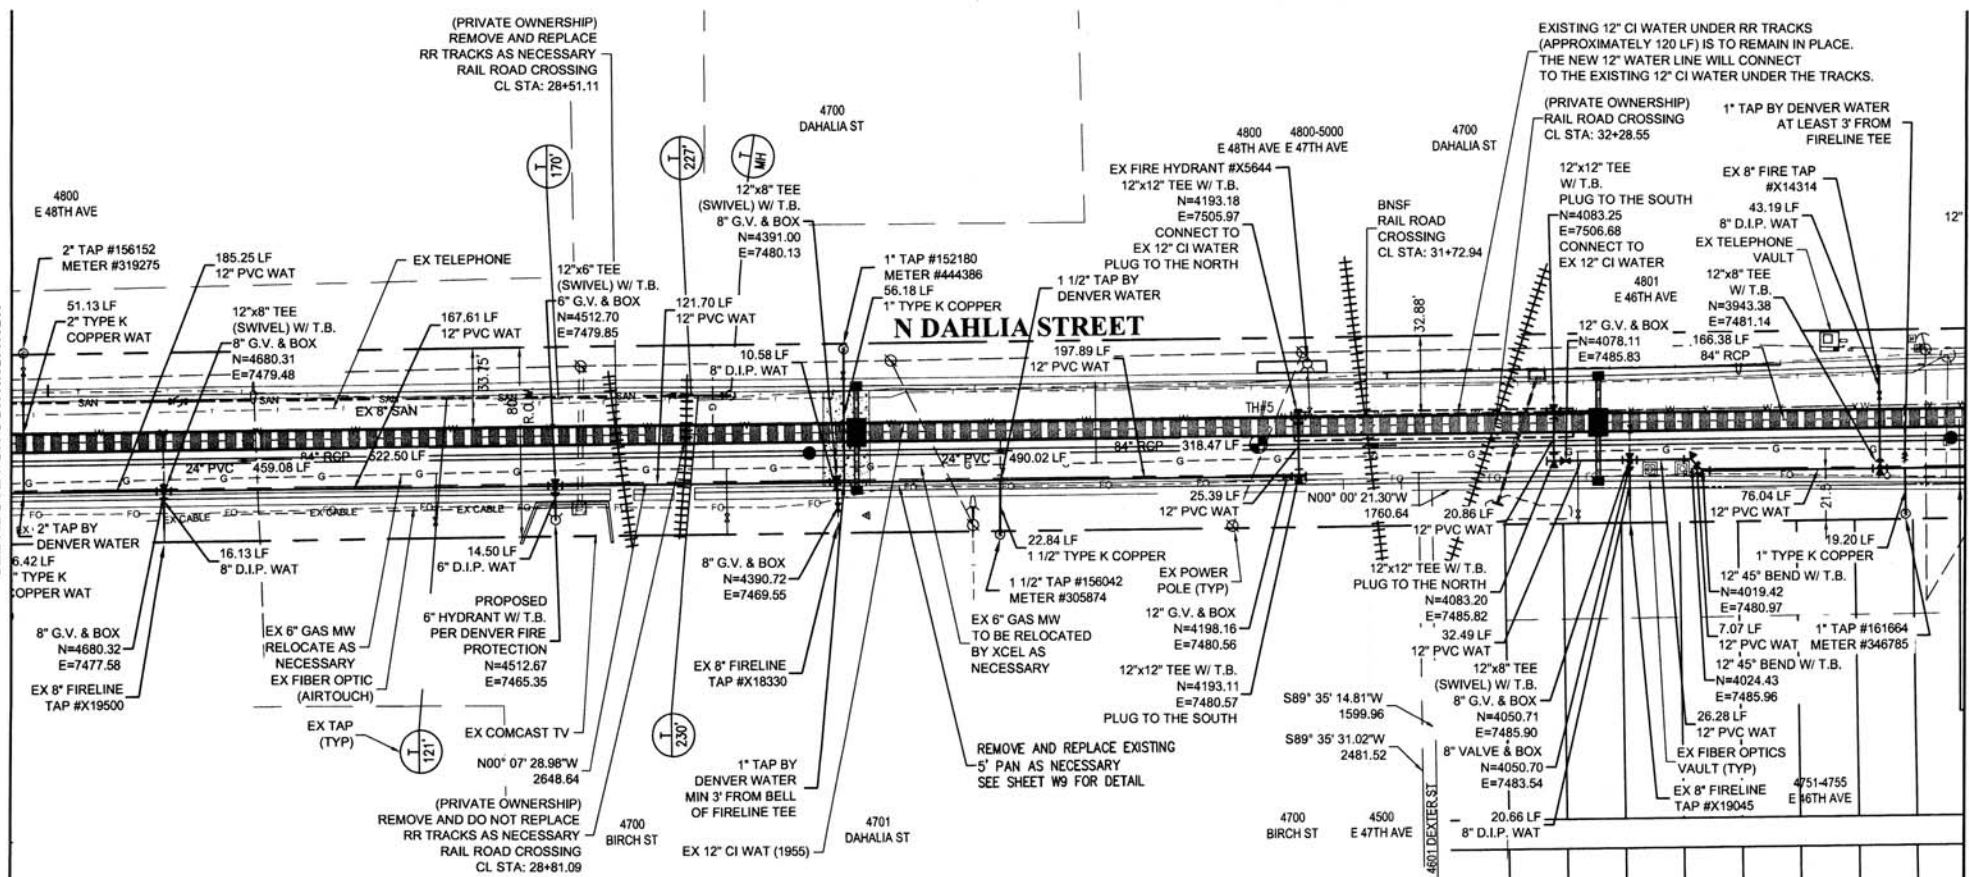 (PRIVATE OWNERSHIP)
REMOVE AND REPLACE
RR TRACKS AS NECESSARY
RAIL ROAD CROSSING
CL STA: 28+51.11
4700
DAHALIA ST
EXISTING 12" CI WATER UNDER RR TRACKS
(APPROXIMATELY 120 LF) IS TO REMAIN IN PLACE.
THE NEW 12" WATER LINE WILL CONNECT
TO THE EXISTING 12" CI WATER UNDER THE TRACKS.
(PRIVATE OWNERSHIP)
RAIL ROAD CROSSING
CL STA: 32+28.55
1" TAP BY DENVER WATER
AT LEAST 3' FROM
FIRELINE TEE
4800
E 48TH AVE
4800-5000
E 47TH AVE
4700
DAHALIA ST
T
170'
T
227'
T
MH
EX FIRE HYDRANT #X5644
12"x12" TEE W/ T.B.
N=4193.18
E=7505.97
CONNECT TO
EX 12" CI WATER
PLUG TO THE NORTH
12"x8" TEE
(SWIVEL) W/ T.B.
8" G.V. & BOX
N=4391.00
E=7480.13
12"x12" TEE
W/ T.B.
PLUG TO THE SOUTH
N=4083.25
E=7506.68
CONNECT TO
EX 12" CI WATER
EX 8" FIRE TAP
#X14314
43.19 LF
8" D.I.P. WAT
EX TELEPHONE
VAULT
12"
4800
E 48TH AVE
BNSF
RAIL ROAD
CROSSING
CL STA: 31+72.94
2" TAP #156152
METER #319275
185.25 LF
12" PVC WAT
EX TELEPHONE
12"x6" TEE
(SWIVEL) W/ T.B.
6" G.V. & BOX
N=4512.70
E=7479.85
1" TAP #152180
METER #444386
56.18 LF
1" TYPE K COPPER
1 1/2" TAP BY
DENVER WATER
4801
E 46TH AVE
12"x8" TEE
W/ T.B.
N=3943.38
E=7481.14
51.13 LF
2" TYPE K
COPPER WAT
12"x8" TEE
(SWIVEL) W/ T.B.
8" G.V. & BOX
N=4680.31
E=7479.48
167.61 LF
12" PVC WAT
121.70 LF
12" PVC WAT
N DAHLIA STREET
32.88'
12" G.V. & BOX
N=4078.11
E=7485.83
166.38 LF
84" RCP
33.75'
80'
R.O.W.
10.58 LF
8" D.I.P. WAT
197.89 LF
12" PVC WAT
SAN
SAN
SAN
SAN
SAN
EX 8" SAN
TH#5
84" RCP
522.50 LF
24" PVC
459.08 LF
24" PVC
490.02 LF
84" RCP
318.47 LF
G
G
G
G
G
G
FO
FO
FO
FO
EX CABLE
EX CABLE
EX CABLE
25.39 LF
12" PVC WAT
N00° 00' 21.30"W
1760.64
20.86 LF
12" PVC WAT
76.04 LF
12" PVC WAT
2" TAP BY
DENVER WATER
6.42 LF
" TYPE K
COPPER WAT
16.13 LF
8" D.I.P. WAT
14.50 LF
6" D.I.P. WAT
8" G.V. & BOX
N=4390.72
E=7469.55
22.84 LF
1 1/2" TYPE K COPPER
1 1/2" TAP #156042
METER #305874
EX POWER
POLE (TYP)
12"x12" TEE W/ T.B.
PLUG TO THE NORTH
N=4083.20
E=7485.82
19.20 LF
1" TYPE K COPPER
12" 45° BEND W/ T.B.
N=4019.42
E=7480.97
8" G.V. & BOX
N=4680.32
E=7477.58
EX 8" FIRELINE
TAP #X19500
EX 6" GAS MW
RELOCATE AS
NECESSARY
EX FIBER OPTIC
(AIRTOUCH)
PROPOSED
6" HYDRANT W/ T.B.
PER DENVER FIRE
PROTECTION
N=4512.67
E=7465.35
EX 8" FIRELINE
TAP #X18330
EX 6" GAS MW
TO BE RELOCATED
BY XCEL AS
NECESSARY
12" G.V. & BOX
N=4198.16
E=7480.56
12"x12" TEE W/ T.B.
N=4193.11
E=7480.57
PLUG TO THE SOUTH
32.49 LF
12" PVC WAT
7.07 LF
12" PVC WAT
1" TAP #161664
METER #346785
12" 45° BEND W/ T.B.
N=4024.43
E=7485.96
EX TAP
(TYP)
T
121'
EX COMCAST TV
T
230'
S89° 35' 14.81"W
1599.96
S89° 35' 31.02"W
2481.52
12"x8" TEE
(SWIVEL) W/ T.B.
8" G.V. & BOX
N=4050.71
E=7485.90
8" VALVE & BOX
N=4050.70
E=7483.54
26.28 LF
12" PVC WAT
EX FIBER OPTICS
VAULT (TYP)
EX 8" FIRELINE
TAP #X19045
4751-4755
E 46TH AVE
N00° 07' 28.98"W
2648.64
1" TAP BY
DENVER WATER
MIN 3' FROM BELL
OF FIRELINE TEE
REMOVE AND REPLACE EXISTING
5' PAN AS NECESSARY
SEE SHEET W9 FOR DETAIL
(PRIVATE OWNERSHIP)
REMOVE AND DO NOT REPLACE
RR TRACKS AS NECESSARY
RAIL ROAD CROSSING
CL STA: 28+81.09
4700
BIRCH ST
EX 12" CI WAT (1955)
4701
DAHALIA ST
4700
BIRCH ST
4500
E 47TH AVE
4601 DEXTER ST
20.66 LF
8" D.I.P. WAT